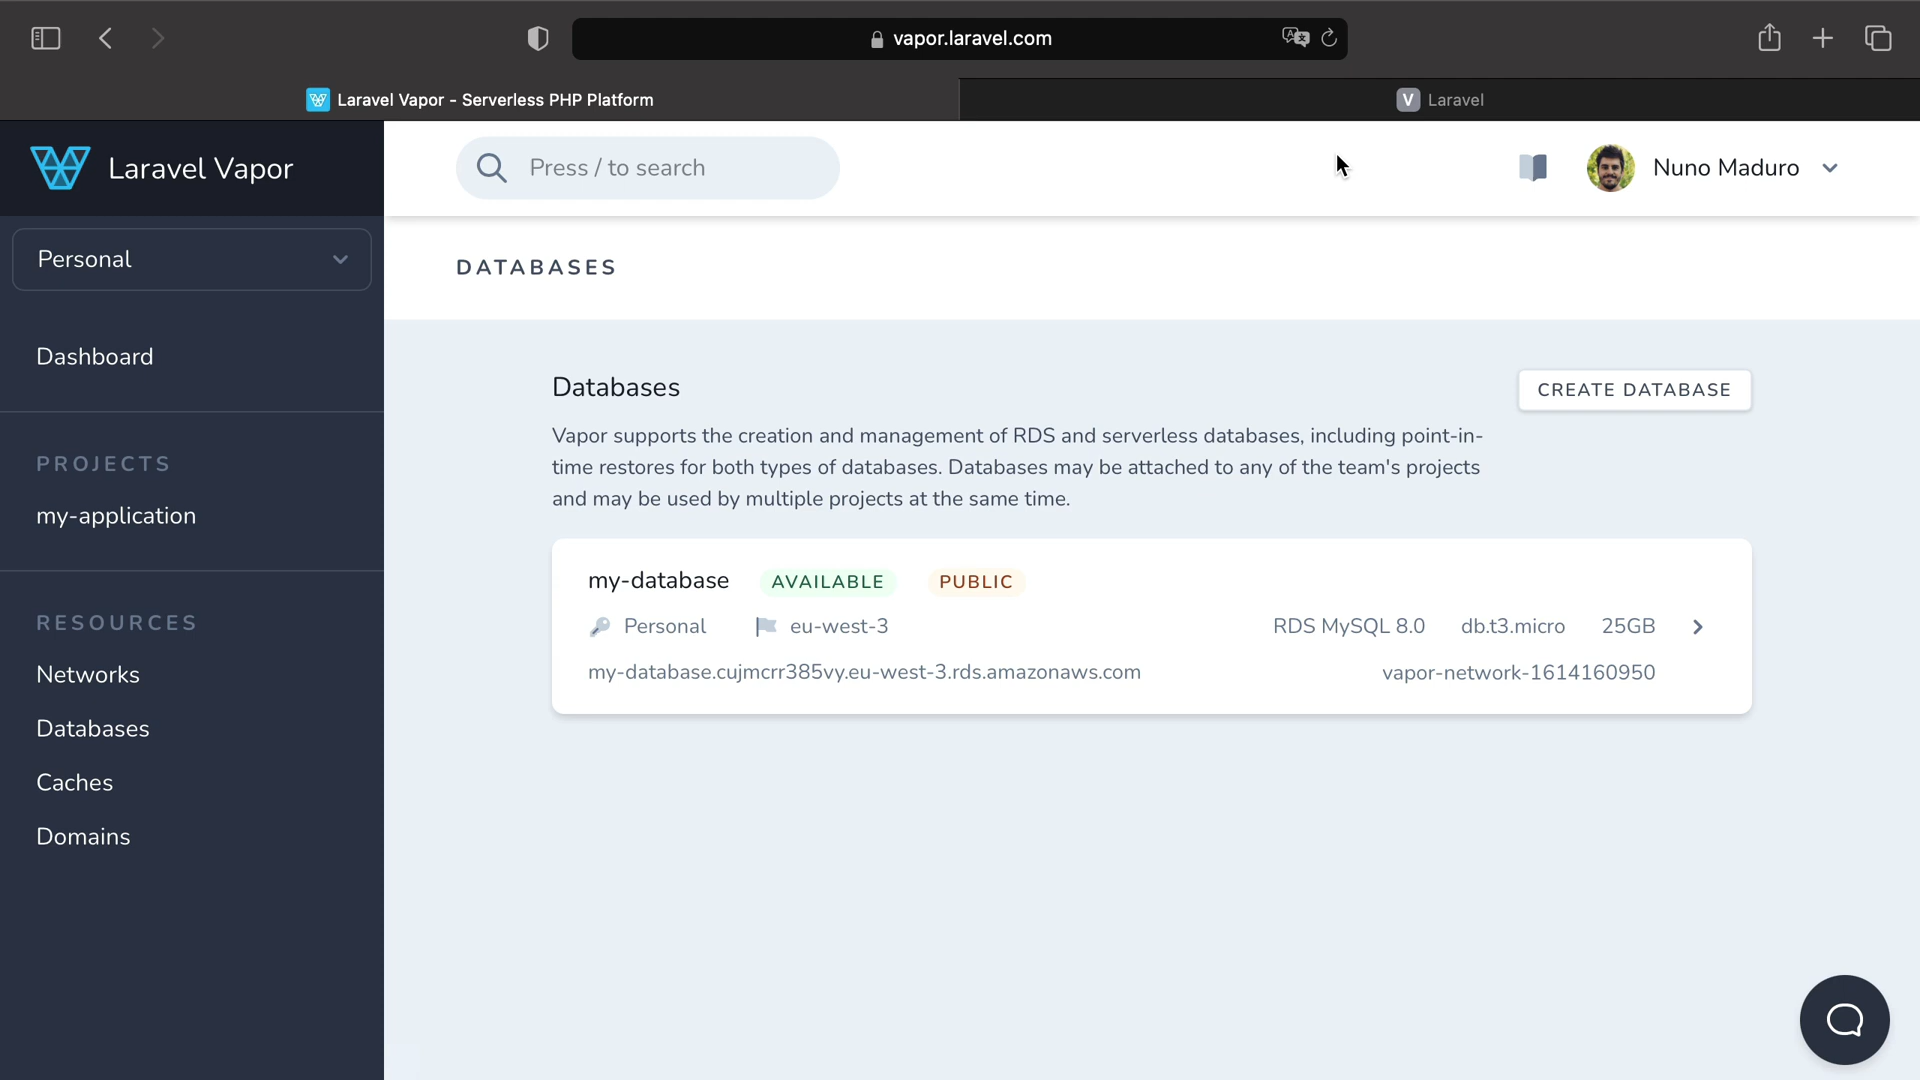 vapor.laravel.com
Laravel Vapor - Serverless PHP Platform
V Laravel
Laravel Vapor
Press / to search
Nuno Maduro
Personal
DATABASES
Dashboard
Databases
CREATE DATABASE
Vapor supports the creation and management of RDS and serverless databases, including point-in-
time restores for both types of databases. Databases may be attached to any of the team's projects
and may be used by multiple projects at the same time.
PROJECTS
my-application
my-database AVAILABLE PUBLIC
Personal eu-west-3 RDS MySQL 8.0 db.t3.micro 25GB
my-database.cujmcrr385vy.eu-west-3.rds.amazonaws.com vapor-network-1614160950
RESOURCES
Networks
Databases
Caches
Domains